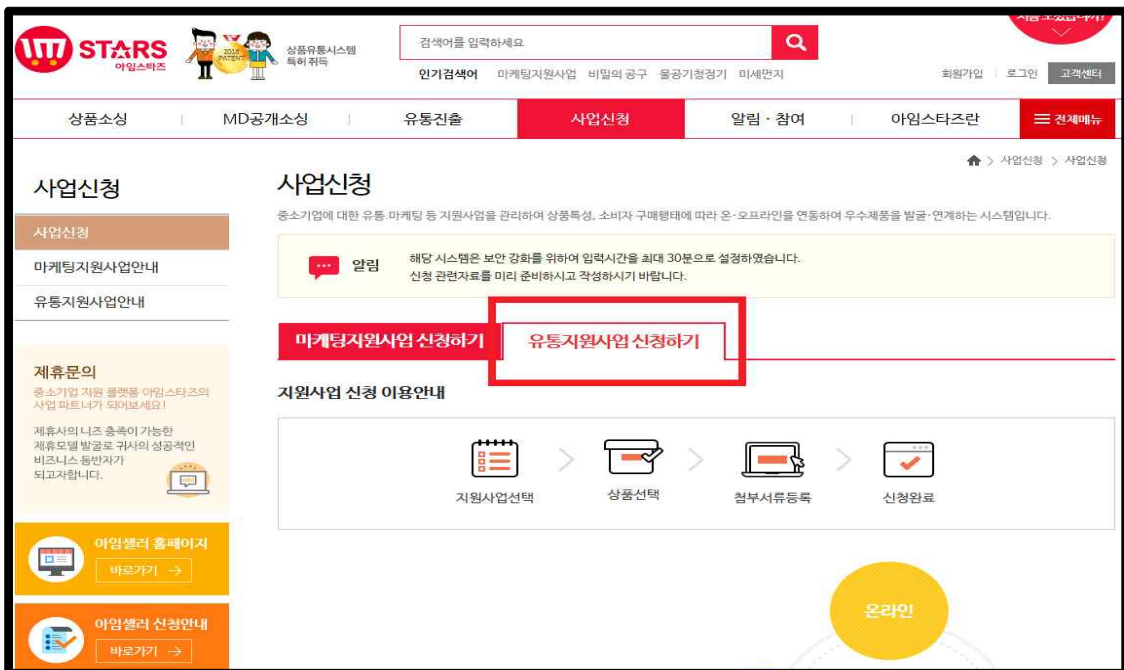 STARS
아임스타즈
2018
PATENT
상품유통시스템
특허 취득
검색어를 입력하세요
인기검색어 마케팅지원사업 비밀의공구 물공기청정기 미세먼지
회원가입 로그인 고객센터
상품소싱 MD공개소싱 유통진출 사업신청 알림·참여 아임스타즈란 전체메뉴
> 사업신청 > 사업신청
사업신청
사업신청
마케팅지원사업안내
유통지원사업안내
제휴문의
중소기업 지원 플랫폼 아임스타즈의
사업 파트너가 되어보세요!
제휴사의 니즈 충족이 가능한
제휴모델 발굴로 귀사의 성공적인
비즈니스 동반자가
되고자합니다.
아임셀러 홈페이지
바로가기 →
아임셀러 신청안내
바로가기 →
사업신청
중소기업에 대한 유통.마케팅 등 지원사업을 관리하여 상품특성, 소비자 구매행태에 따라 온·오프라인을 연동하여 우수제품을 발굴·연계하는 시스템입니다.
알림
해당 시스템은 보안 강화를 위하여 입력시간을 최대 30분으로 설정하였습니다.
신청 관련자료를 미리 준비하시고 작성하시기 바랍니다.
마케팅지원사업 신청하기 유통지원사업 신청하기
지원사업 신청 이용안내
지원사업선택 > 상품선택 > 첨부서류등록 > 신청완료
온라인